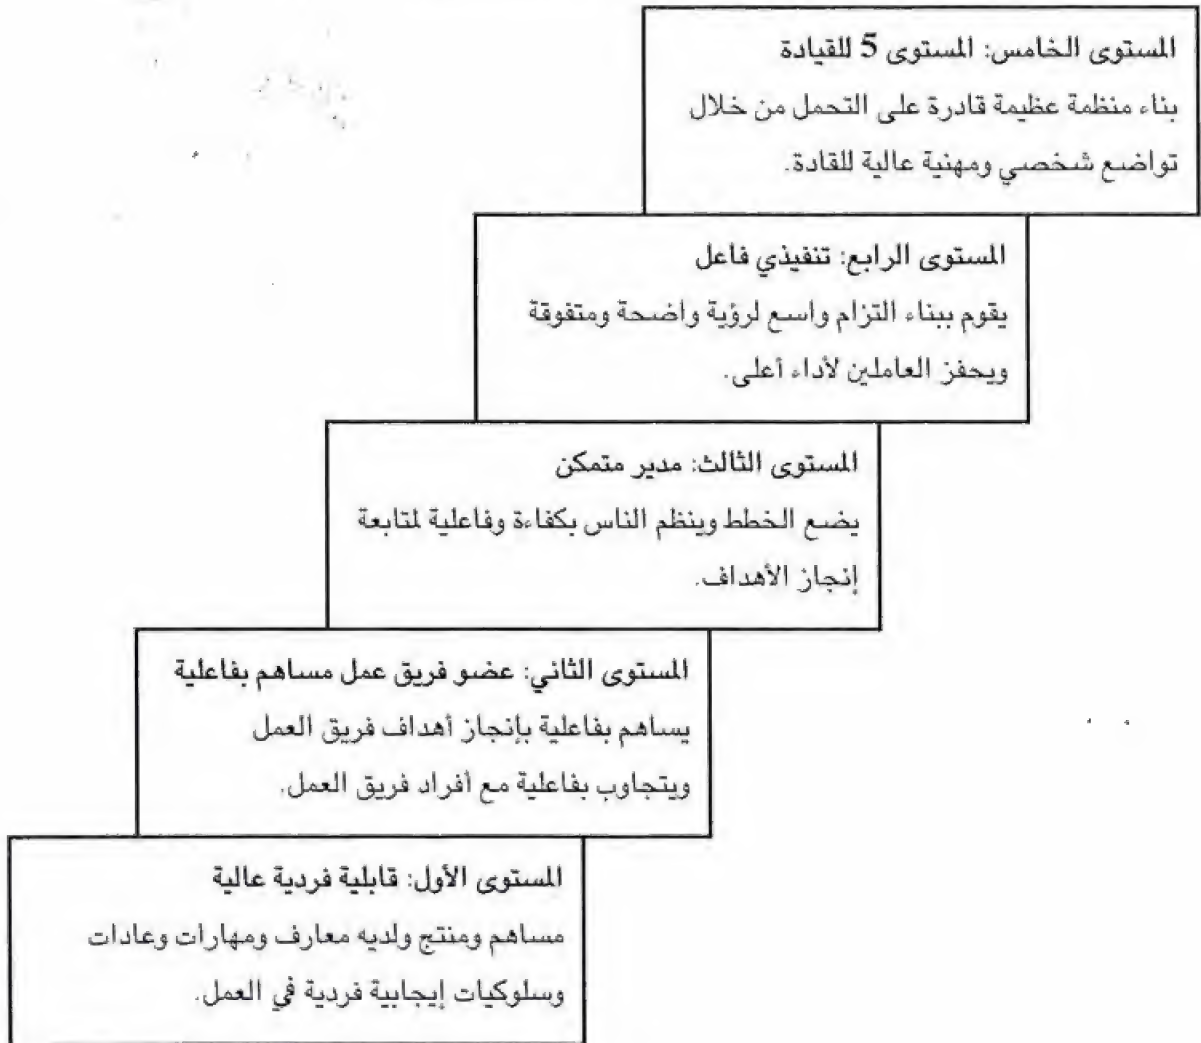 المستوى الخامس: المستوى 5 للقيادة
بناء منظمة عظيمة قادرة على التحمل من خلال
تواضع شخصي ومهنية عالية للقادة.
المستوى الرابع: تنفيذي فاعل
يقوم ببناء التزام واسع لرؤية واضحة ومتفوقة
ويحفز العاملين لأداء أعلى.
المستوى الثالث: مدير متمكن
يضع الخطط وينظم الناس بكفاءة وفاعلية لمتابعة
إنجاز الأهداف.
المستوى الثاني: عضو فريق عمل مساهم بفاعلية
يساهم بفاعلية بإنجاز أهداف فريق العمل
ويتجاوب بفاعلية مع أفراد فريق العمل.
المستوى الأول: قابلية فردية عالية
مساهم ومنتج ولديه معارف ومهارات وعادات
وسلوكيات إيجابية فردية في العمل.